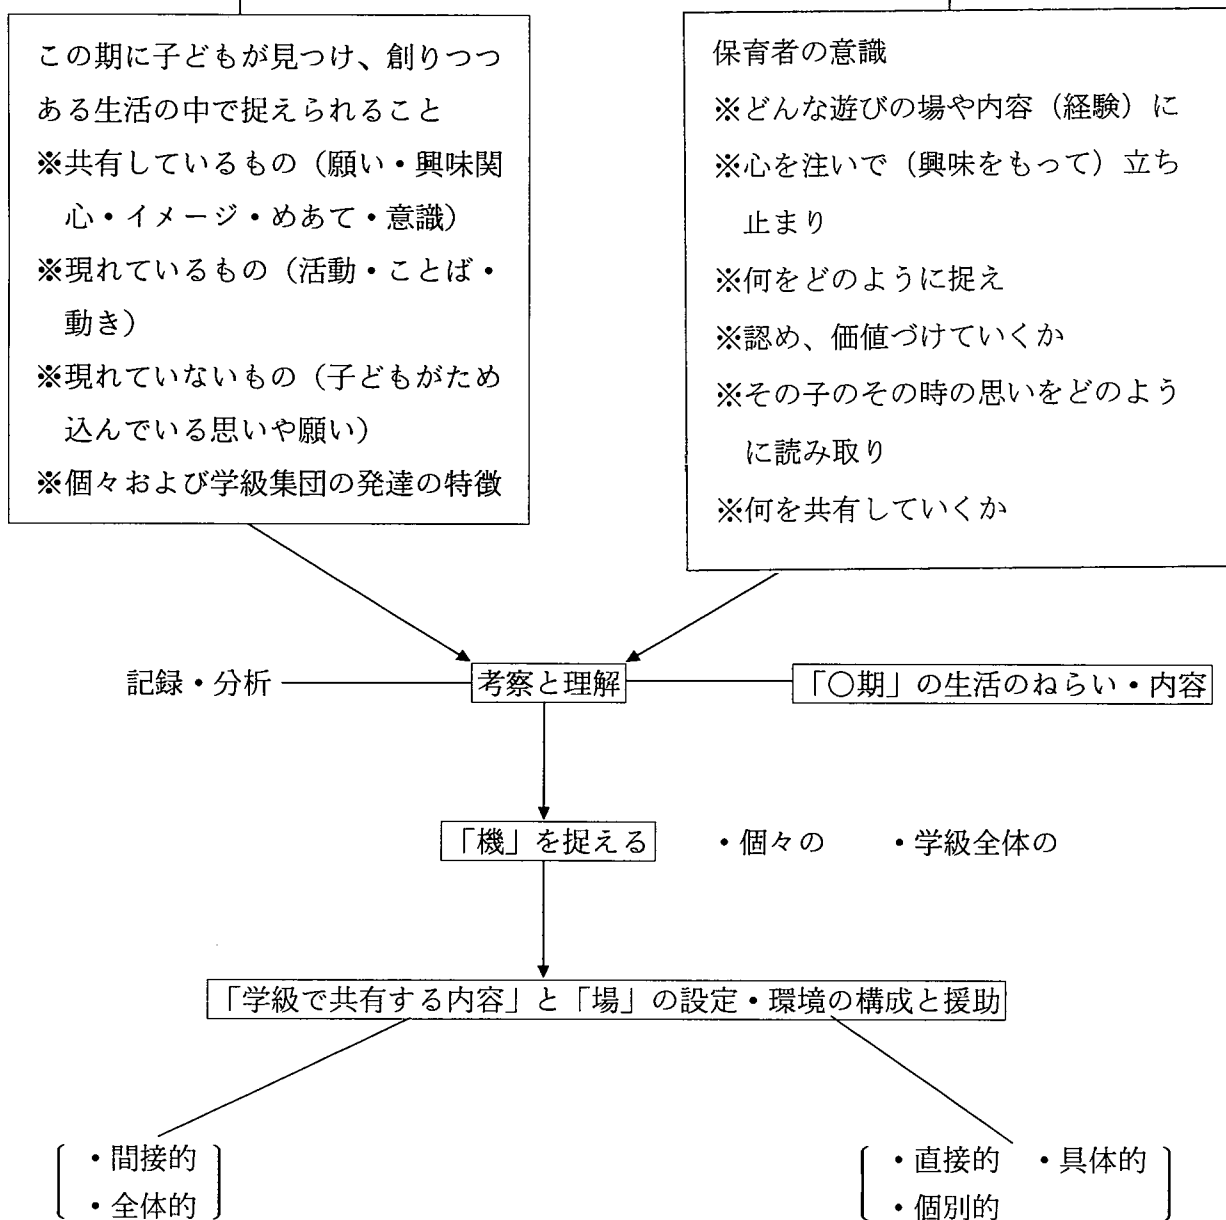 この期に子どもが見つけ、創りつつ
ある生活の中で捉えられること
※共有しているもの（願い・興味関
心・イメージ・めあて・意識）
※現れているもの（活動・ことば・
動き）
※現れていないもの（子どもがため
込んでいる思いや願い）
※個々および学級集団の発達の特徴
保育者の意識
※どんな遊びの場や内容（経験）に
※心を注いで（興味をもって）立ち
止まり
※何をどのように捉え
※認め、価値づけていくか
※その子のその時の思いをどのよう
に読み取り
※何を共有していくか
記録・分析
考察と理解
「〇期」の生活のねらい・内容
「機」を捉える
・個々の　・学級全体の
「学級で共有する内容」と「場」の設定・環境の構成と援助
・間接的
・全体的
・直接的　・具体的
・個別的